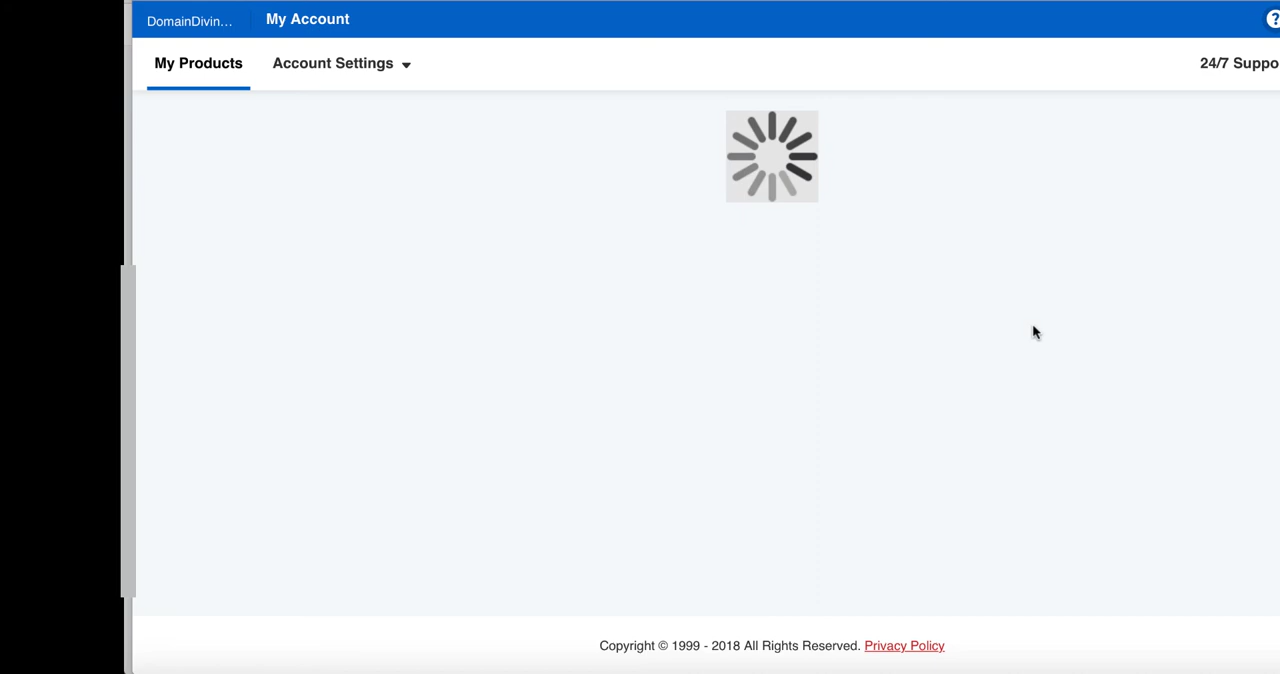 DomainDivin... My Account ?
My Products Account Settings 24/7 Suppo
Copyright © 1999 - 2018 All Rights Reserved. Privacy Policy